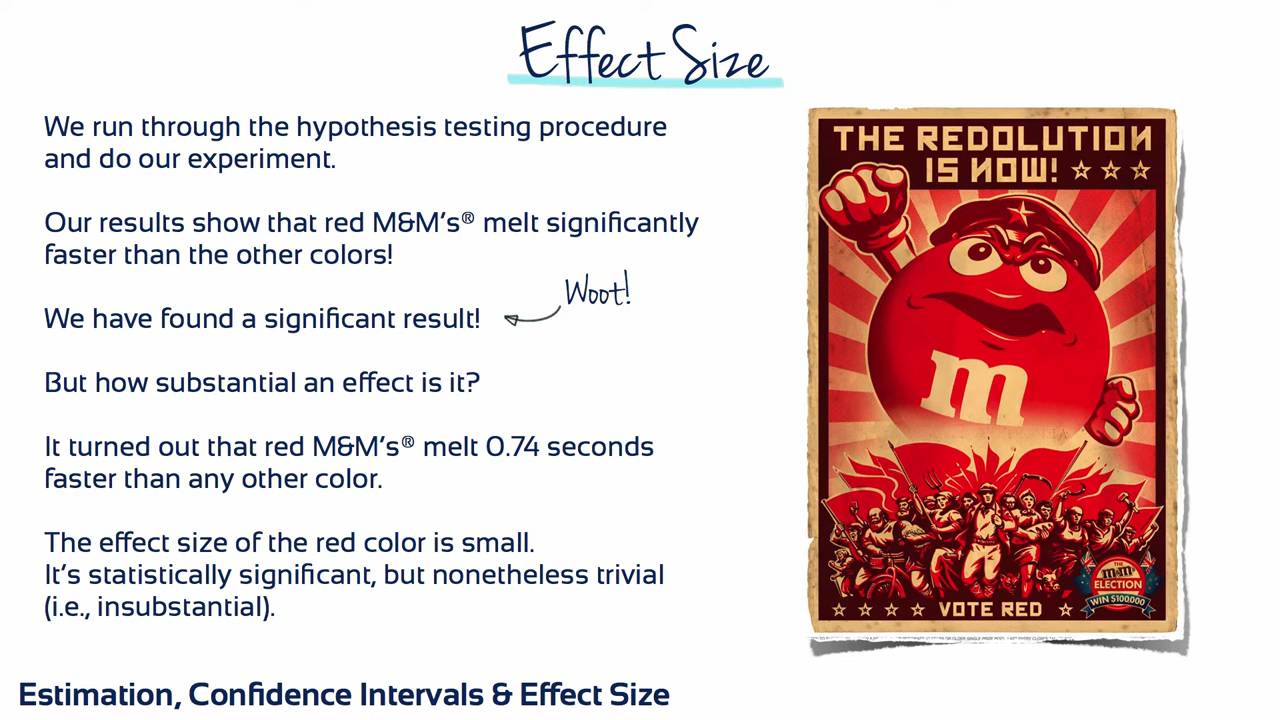 Effect Size
We run through the hypothesis testing procedure
and do our experiment.
Our results show that red M&M's® melt significantly
faster than the other colors!
Woot!
We have found a significant result!
But how substantial an effect is it?
It turned out that red M&M's® melt 0.74 seconds
faster than any other color.
The effect size of the red color is small.
It's statistically significant, but nonetheless trivial
(i.e., insubstantial).
Estimation, Confidence Intervals & Effect Size
THE REDOLUTION
IS NOW!
m
THE
m&m's
ELECTION
WIN $100,000
VOTE RED